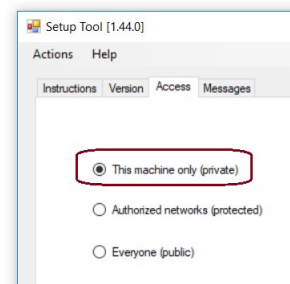 Setup Tool [1.44.0]
Actions Help
Instructions Version Access Messages
This machine only (private)
Authorized networks (protected)
Everyone (public)